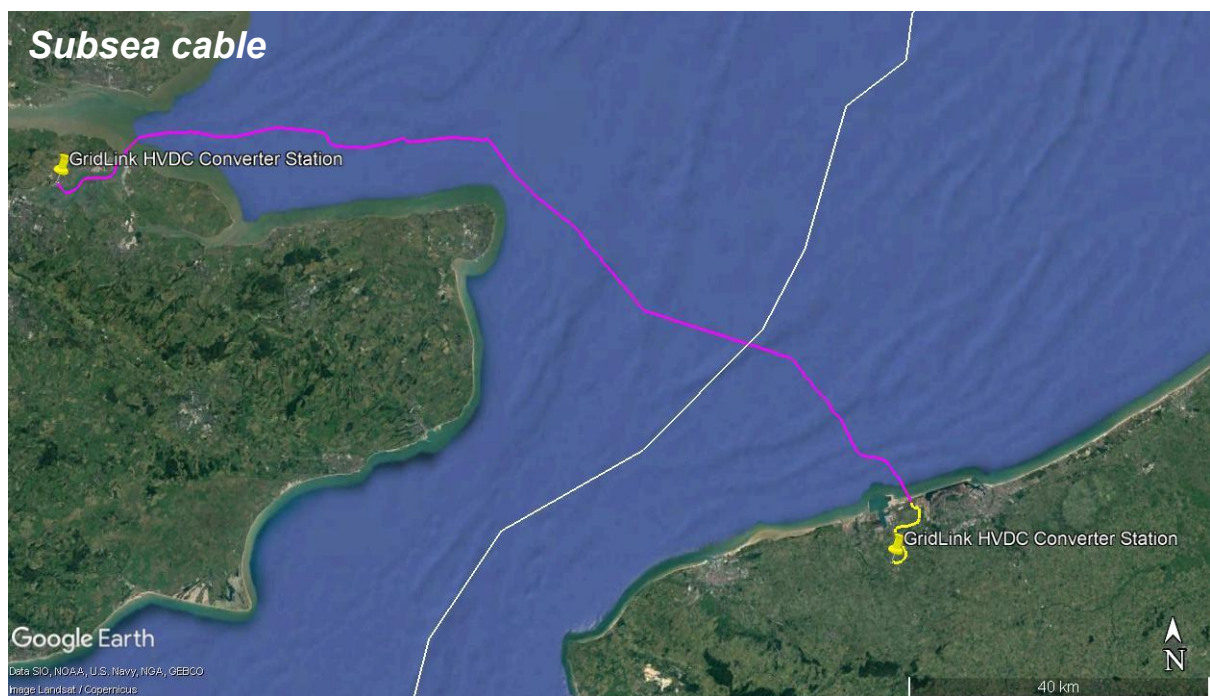 Subsea cable
GridLink HVDC Converter Station
GridLink HVDC Converter Station
Google Earth
Data SIO, NOAA, U.S. Navy, NGA, GEBCO
Image Landsat / Copernicus
N
40 km